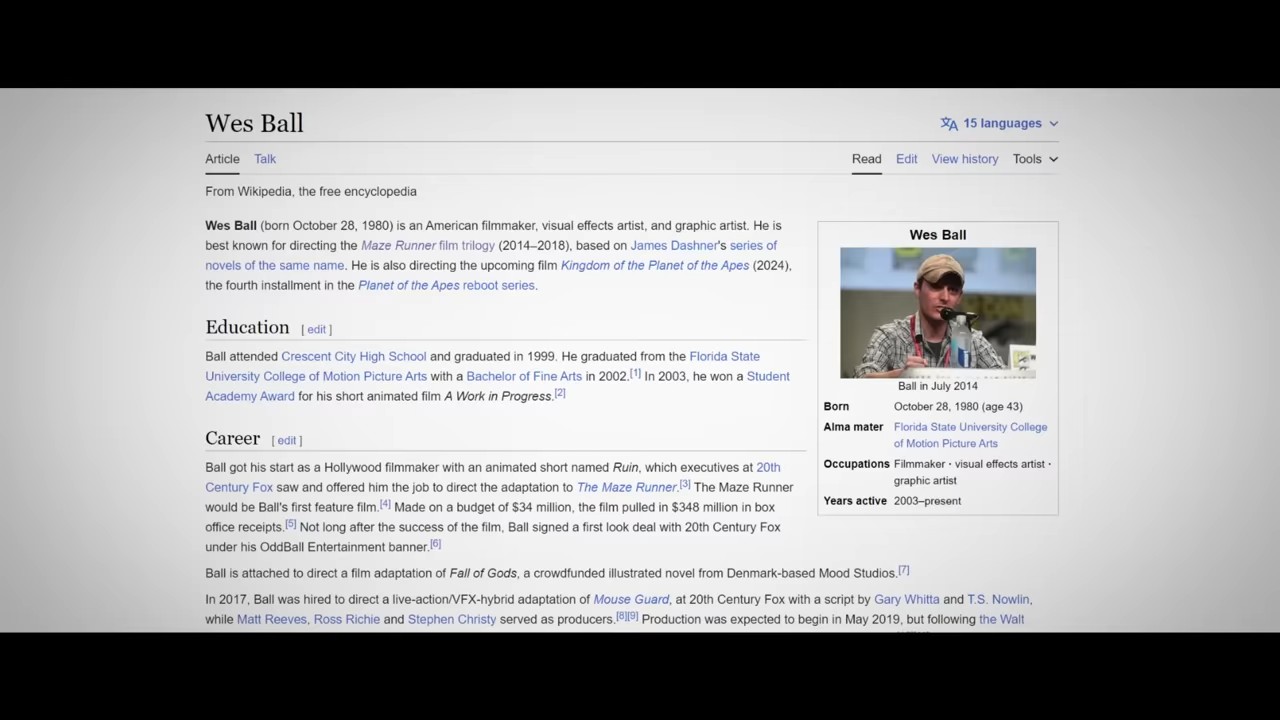 Wes Ball
15 languages
Article Talk
Read Edit View history Tools
From Wikipedia, the free encyclopedia
Wes Ball (born October 28, 1980) is an American filmmaker, visual effects artist, and graphic artist. He is
best known for directing the Maze Runner film trilogy (2014–2018), based on James Dashner's series of
novels of the same name. He is also directing the upcoming film Kingdom of the Planet of the Apes (2024),
the fourth installment in the Planet of the Apes reboot series.
Education [ edit ]
Ball attended Crescent City High School and graduated in 1999. He graduated from the Florida State
University College of Motion Picture Arts with a Bachelor of Fine Arts in 2002.[1] In 2003, he won a Student
Academy Award for his short animated film A Work in Progress.[2]
Career [ edit ]
Ball got his start as a Hollywood filmmaker with an animated short named Ruin, which executives at 20th
Century Fox saw and offered him the job to direct the adaptation to The Maze Runner.[3] The Maze Runner
would be Ball's first feature film.[4] Made on a budget of $34 million, the film pulled in $348 million in box
office receipts.[5] Not long after the success of the film, Ball signed a first look deal with 20th Century Fox
under his OddBall Entertainment banner.[6]
Ball is attached to direct a film adaptation of Fall of Gods, a crowdfunded illustrated novel from Denmark-based Mood Studios.[7]
In 2017, Ball was hired to direct a live-action/VFX-hybrid adaptation of Mouse Guard, at 20th Century Fox with a script by Gary Whitta and T.S. Nowlin,
while Matt Reeves, Ross Richie and Stephen Christy served as producers.[8][9] Production was expected to begin in May 2019, but following the Walt
Wes Ball
Ball in July 2014
Born October 28, 1980 (age 43)
Alma mater Florida State University College
of Motion Picture Arts
Occupations Filmmaker · visual effects artist ·
graphic artist
Years active 2003–present